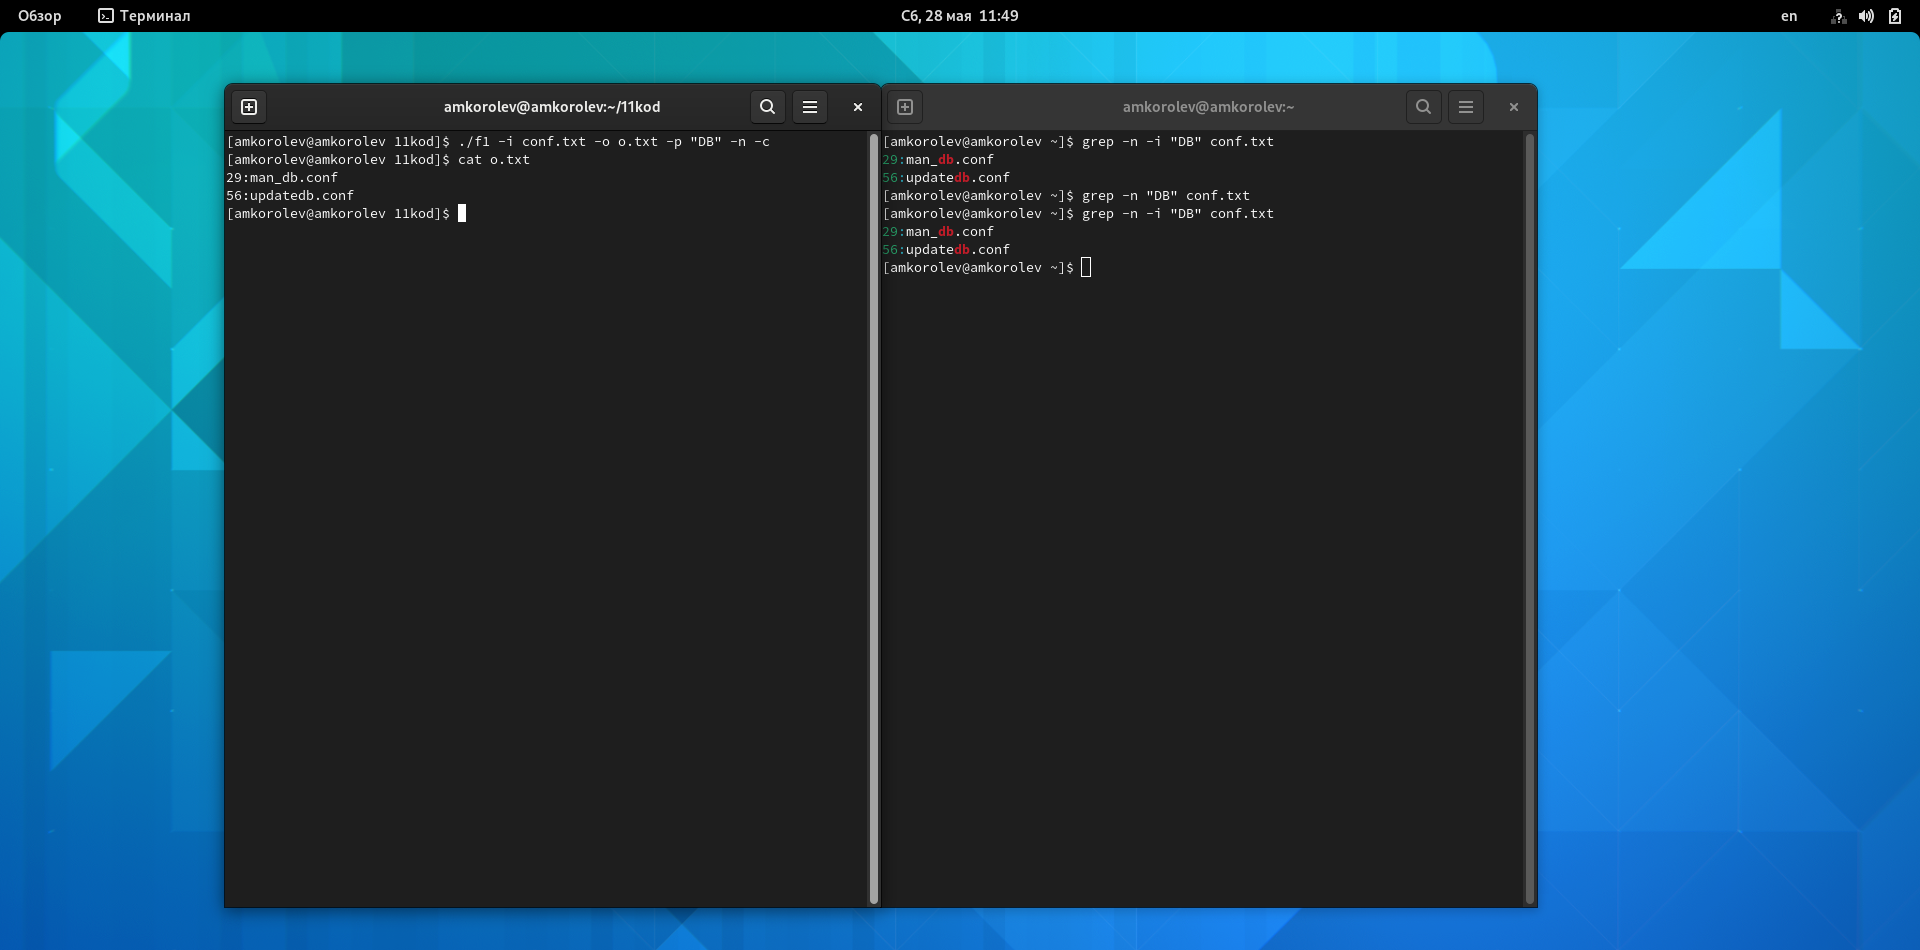 Обзор
Терминал
Сб, 28 мая 11:49
en
amkorolev@amkorolev:~/11kod
[amkorolev@amkorolev 11kod]$ ./f1 -i conf.txt -o o.txt -p "DB" -n -c
[amkorolev@amkorolev 11kod]$ cat o.txt
29:man_db.conf
56:updatedb.conf
[amkorolev@amkorolev 11kod]$
amkorolev@amkorolev:~
[amkorolev@amkorolev ~]$ grep -n -i "DB" conf.txt
29:man_db.conf
56:updatedb.conf
[amkorolev@amkorolev ~]$ grep -n "DB" conf.txt
[amkorolev@amkorolev ~]$ grep -n -i "DB" conf.txt
29:man_db.conf
56:updatedb.conf
[amkorolev@amkorolev ~]$